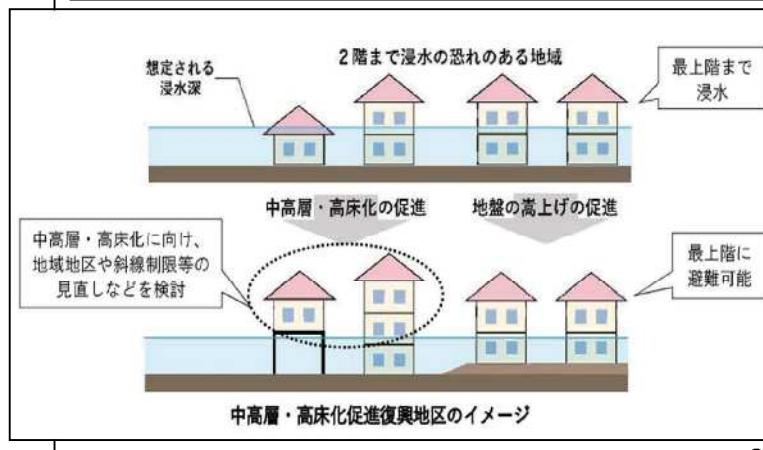 2階まで浸水の恐れのある地域
想定される
浸水深
最上階まで
浸水
中高層・高床化の促進
地盤の嵩上げの促進
中高層・高床化に向け、
地域地区や斜線制限等の
見直しなどを検討
最上階に
避難可能
中高層・高床化促進復興地区のイメージ